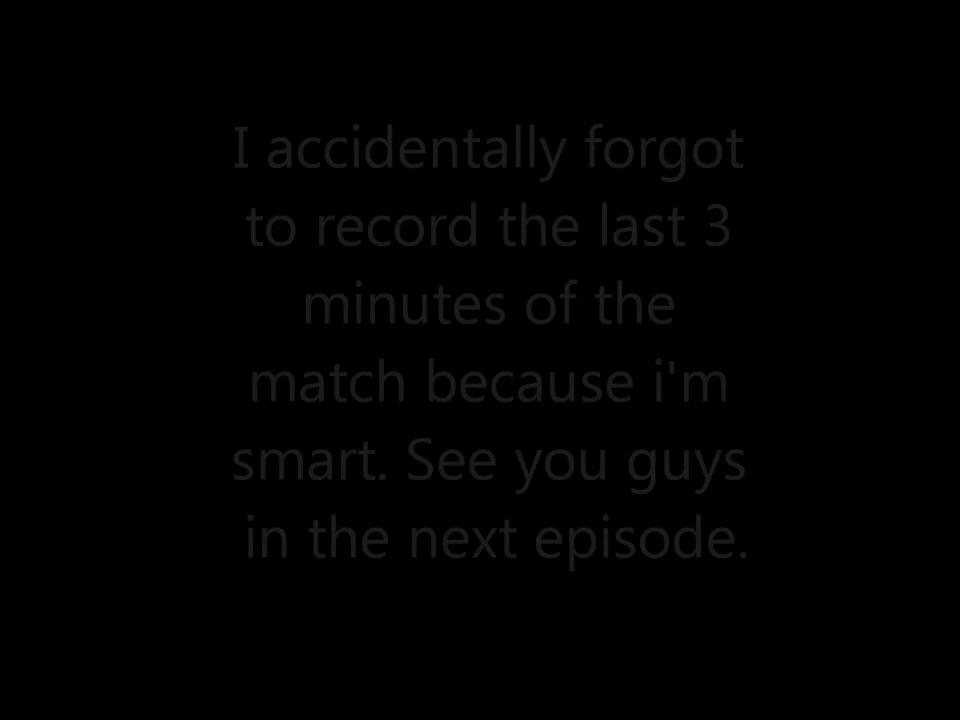 I accidentally forgot
to record the last 3
minutes of the
match because i'm
smart. See you guys
in the next episode.